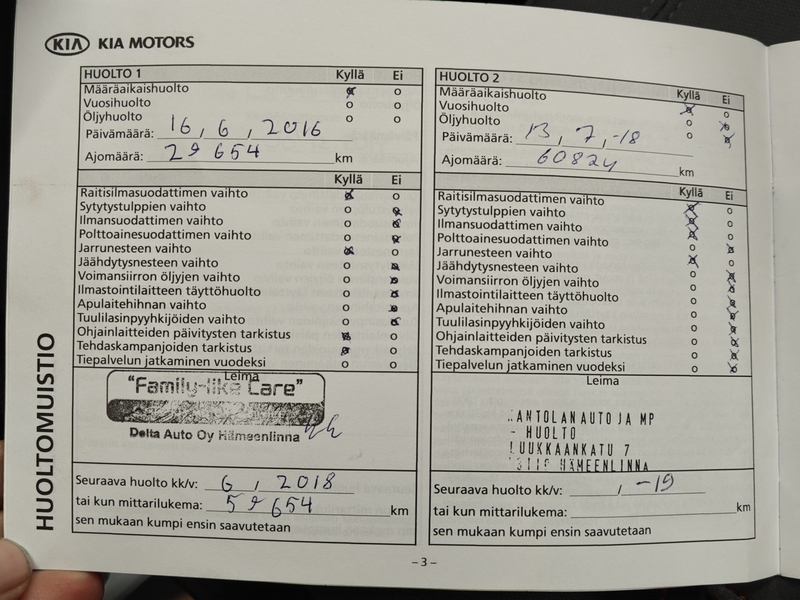 KIA KIA MOTORS
HUOLTOMUISTIO
HUOLTO 1 Kyllä Ei
Määräaikaishuolto
Vuosihuolto
Öljyhuolto
Päivämäärä: 16, 6, 2016
Ajomäärä: 29 654 km
Kyllä Ei
Raitisilmasuodattimen vaihto
Sytytystulppien vaihto
Ilmansuodattimen vaihto
Polttoainesuodattimen vaihto
Jarrunesteen vaihto
Jäähdytysnesteen vaihto
Voimansiirron öljyjen vaihto
Ilmastointilaitteen täyttöhuolto
Apulaitehihnan vaihto
Tuulilasinpyyhkijöiden vaihto
Ohjainlaitteiden päivitysten tarkistus
Tehdaskampanjoiden tarkistus
Tiepalvelun jatkaminen vuodeksi
Leima
"Family-like Care"
Delta Auto Oy Hämeenlinna
Seuraava huolto kk/v: 6, 2018
tai kun mittarilukema: 59 654 km
sen mukaan kumpi ensin saavutetaan
HUOLTO 2 Kyllä Ei
Määräaikaishuolto
Vuosihuolto
Öljyhuolto
Päivämäärä: 13, 7, -18
Ajomäärä: 60824 km
Kyllä Ei
Raitisilmasuodattimen vaihto
Sytytystulppien vaihto
Ilmansuodattimen vaihto
Polttoainesuodattimen vaihto
Jarrunesteen vaihto
Jäähdytysnesteen vaihto
Voimansiirron öljyjen vaihto
Ilmastointilaitteen täyttöhuolto
Apulaitehihnan vaihto
Tuulilasinpyyhkijöiden vaihto
Ohjainlaitteiden päivitysten tarkistus
Tehdaskampanjoiden tarkistus
Tiepalvelun jatkaminen vuodeksi
Leima
ANTOLANAUTO JA MP
- HUOLTO
UUKKAANKATU 7
HÄMEENLINNA
Seuraava huolto kk/v: , -19
tai kun mittarilukema: km
sen mukaan kumpi ensin saavutetaan
– 3 –